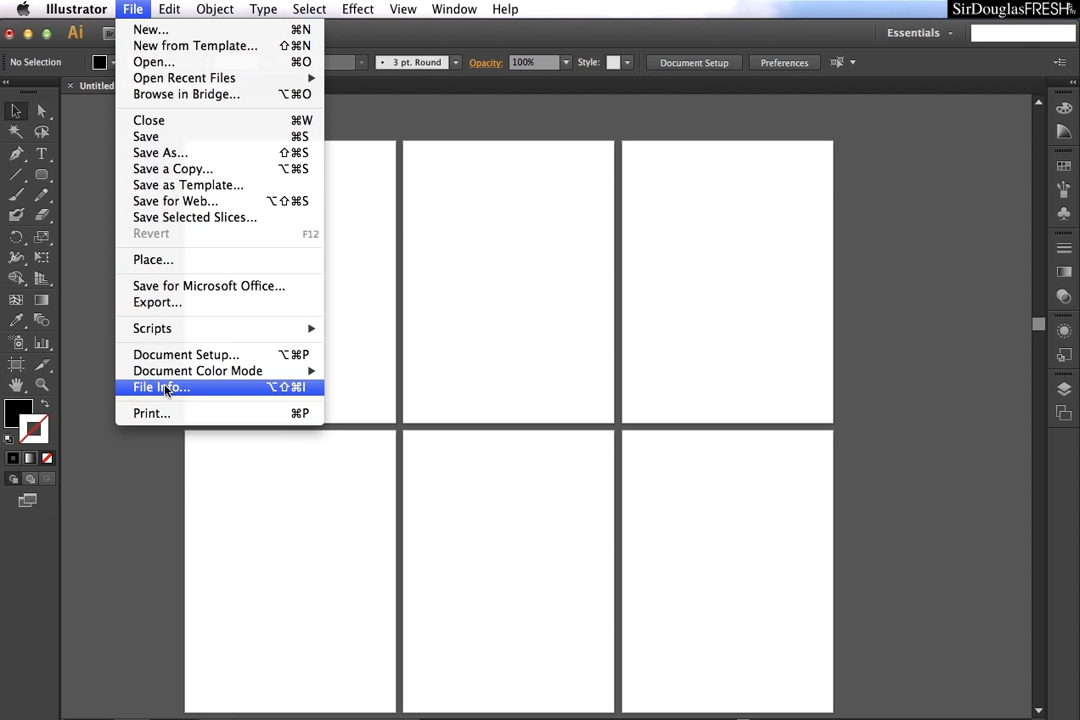 Illustrator File Edit Object Type Select Effect View Window Help
SirDouglasFRESH
Ai Br Essentials
No Selection 3 pt. Round Opacity: 100% Style: Document Setup Preferences
× Untitled
New... ⌘N
New from Template... ⇧⌘N
Open... ⌘O
Open Recent Files
Browse in Bridge... ⌥⌘O
Close ⌘W
Save ⌘S
Save As... ⇧⌘S
Save a Copy... ⌥⌘S
Save as Template...
Save for Web... ⌥⇧⌘S
Save Selected Slices...
Revert F12
Place...
Save for Microsoft Office...
Export...
Scripts
Document Setup... ⌥⌘P
Document Color Mode
File Info... ⌥⇧⌘I
Print... ⌘P